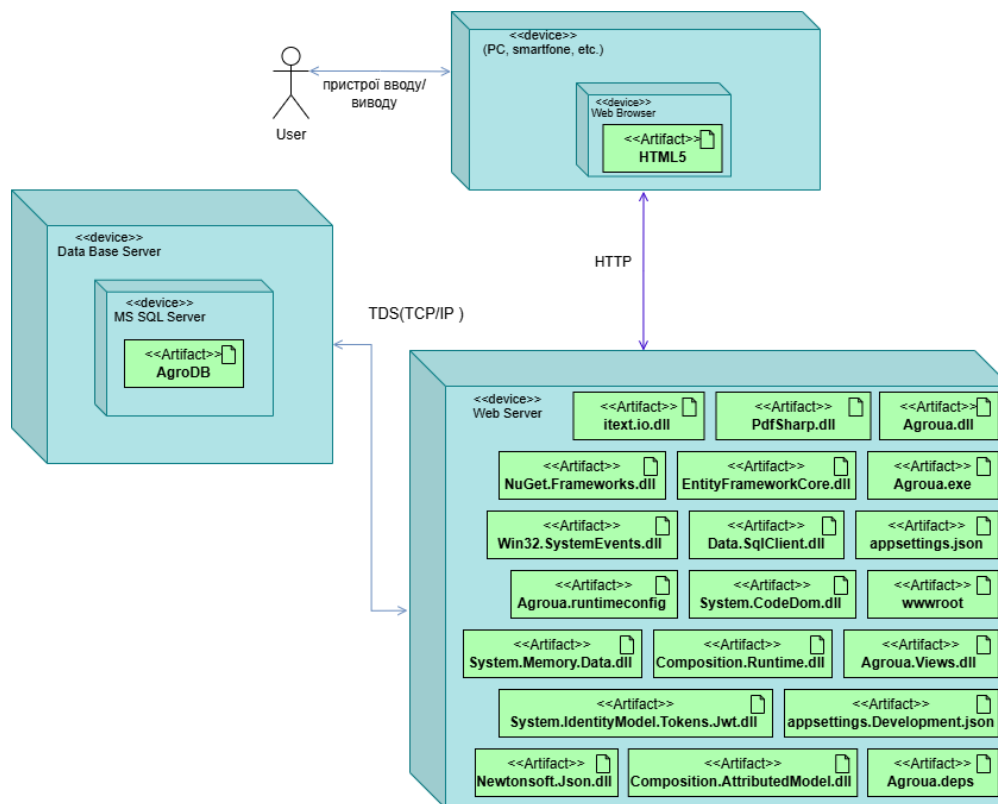 <<device>>
(PC, smartfone, etc.)
пристрої вводу/
виводу
User
<<device>>
Web Browser
<<Artifact>>
HTML5
<<device>>
Data Base Server
<<device>>
MS SQL Server
<<Artifact>>
AgroDB
HTTP
TDS(TCP/IP )
<<device>>
Web Server
<<Artifact>>
itext.io.dll
<<Artifact>>
PdfSharp.dll
<<Artifact>>
Agroua.dll
<<Artifact>>
NuGet.Frameworks.dll
<<Artifact>>
EntityFrameworkCore.dll
<<Artifact>>
Agroua.exe
<<Artifact>>
Win32.SystemEvents.dll
<<Artifact>>
Data.SqlClient.dll
<<Artifact>>
appsettings.json
<<Artifact>>
Agroua.runtimeconfig
<<Artifact>>
System.CodeDom.dll
<<Artifact>>
wwwroot
<<Artifact>>
System.Memory.Data.dll
<<Artifact>>
Composition.Runtime.dll
<<Artifact>>
Agroua.Views.dll
<<Artifact>>
System.IdentityModel.Tokens.Jwt.dll
<<Artifact>>
appsettings.Development.json
<<Artifact>>
Newtonsoft.Json.dll
<<Artifact>>
Composition.AttributedModel.dll
<<Artifact>>
Agroua.deps